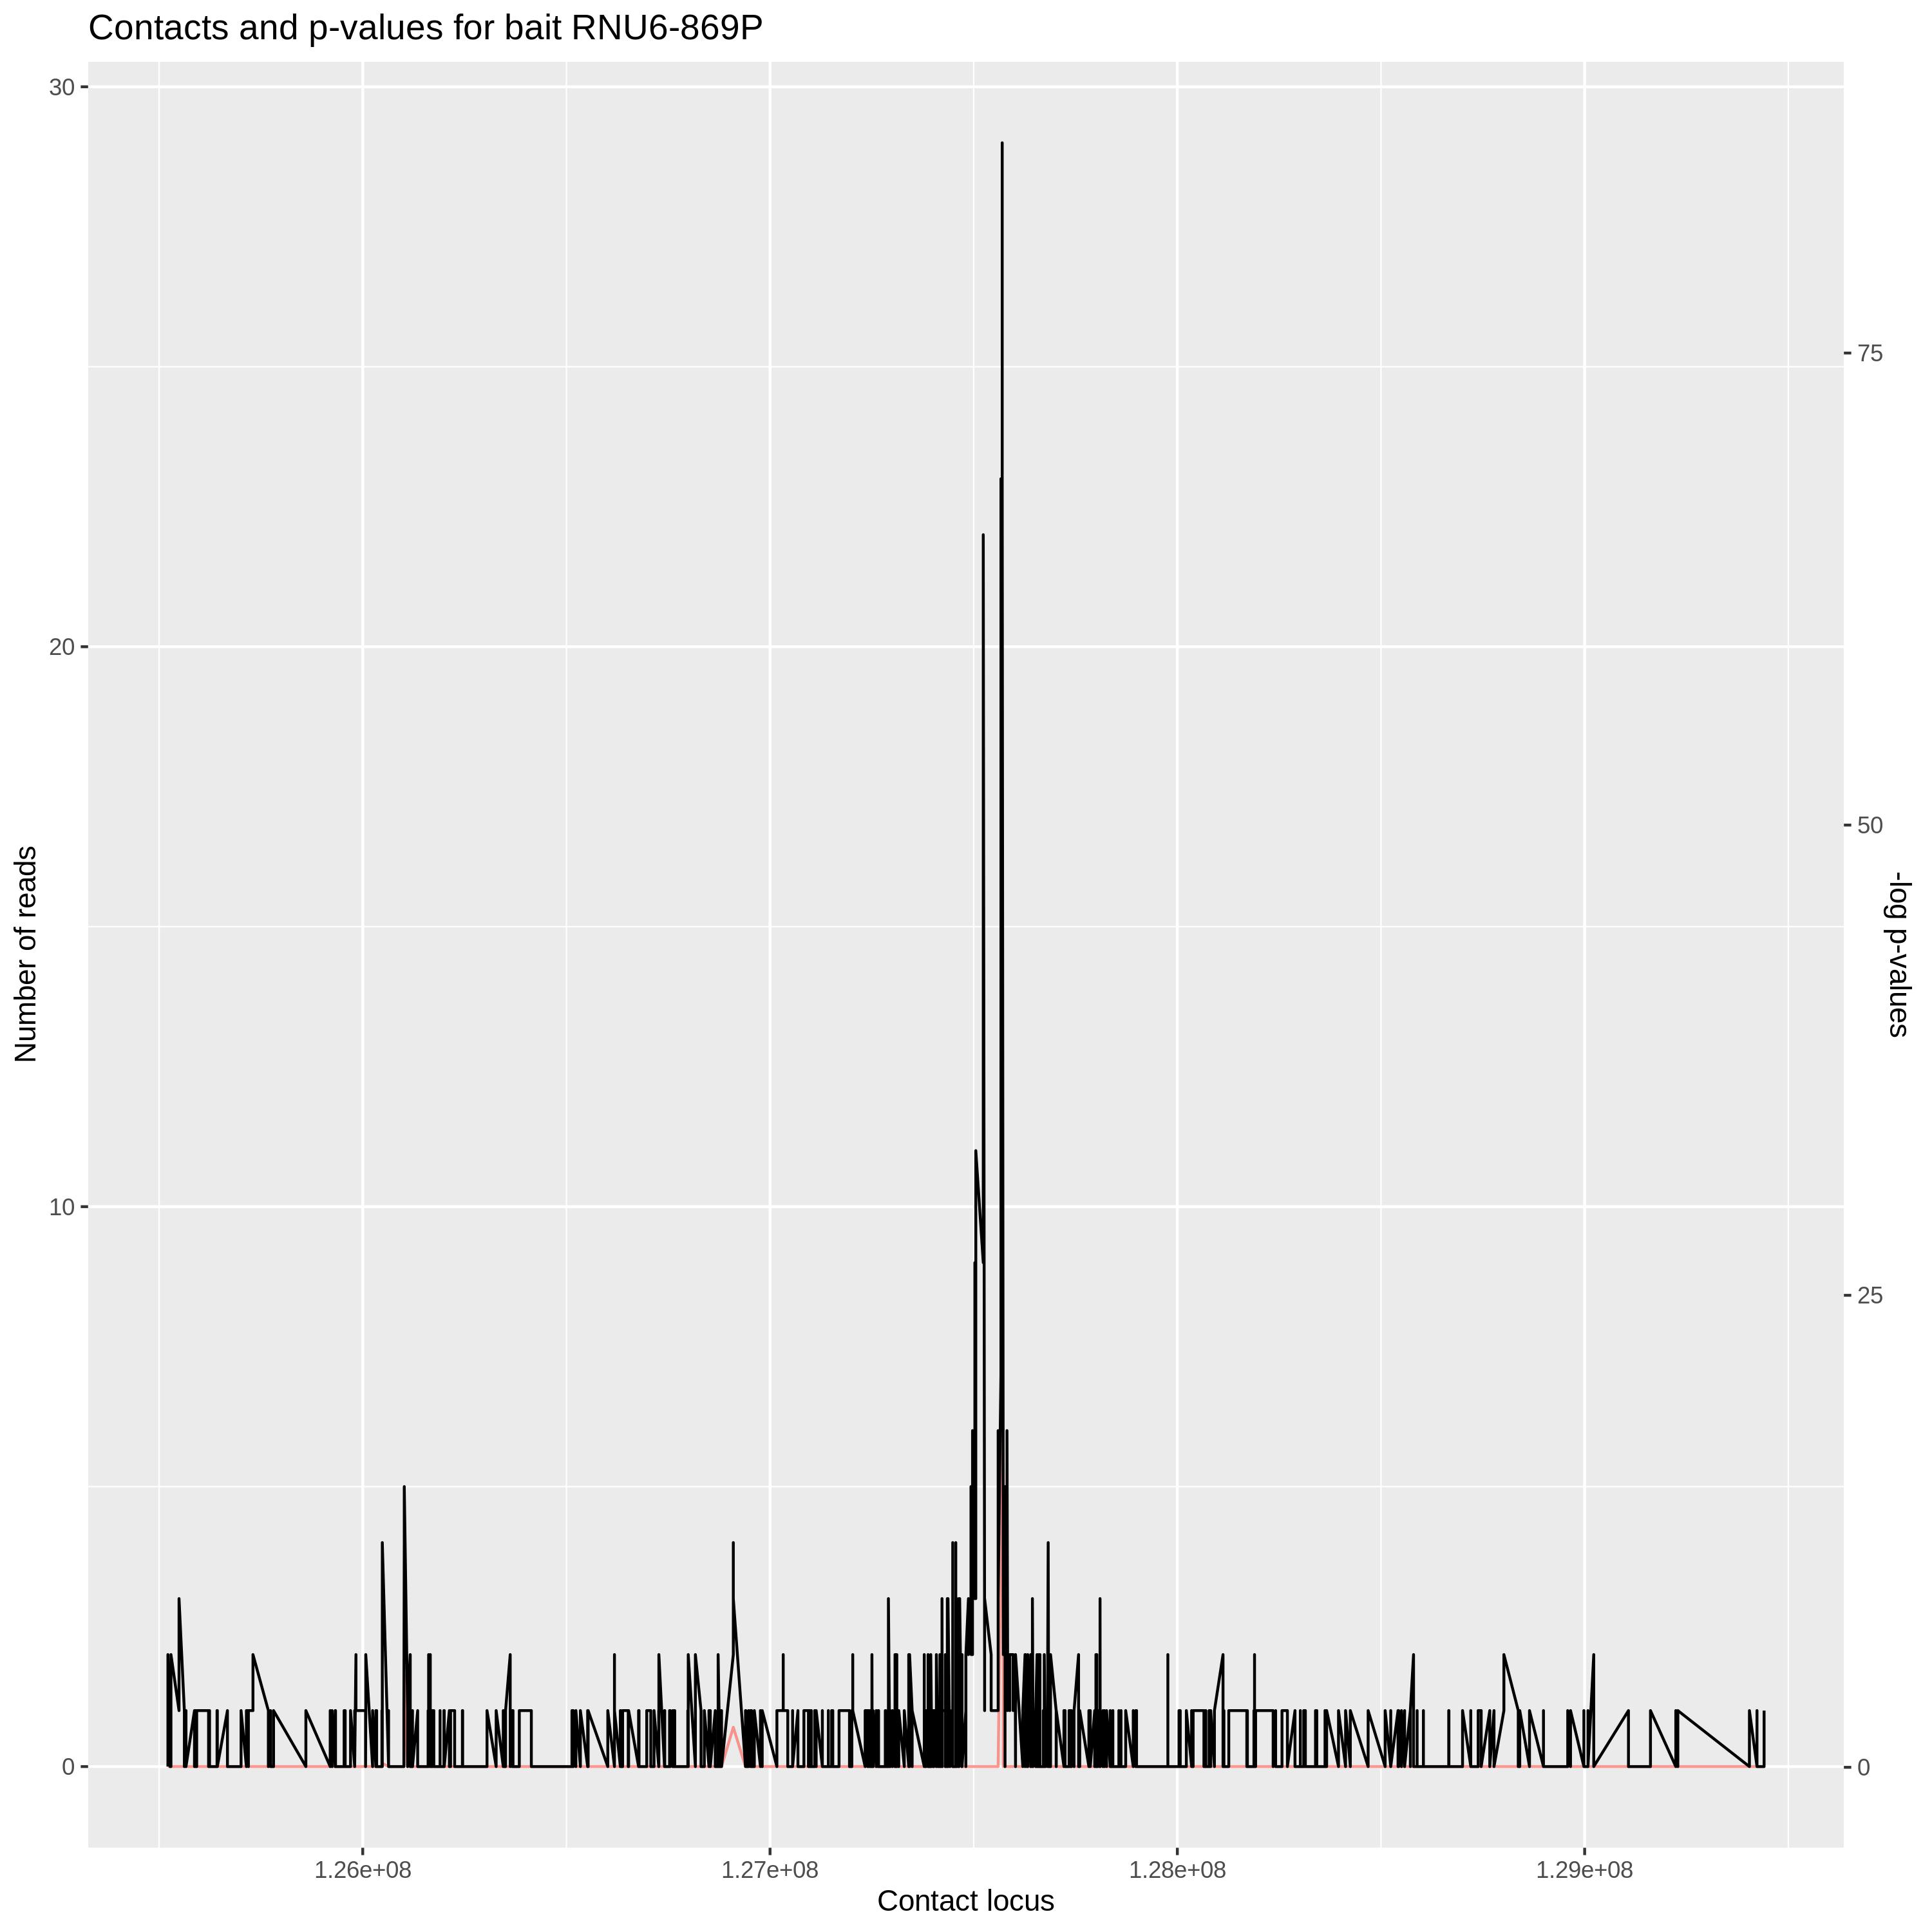 Contacts and p-values for bait RNU6-869P
30
20
10
0
Number of reads
75
50
25
0
-log p-values
1.26e+08
1.27e+08
1.28e+08
1.29e+08
Contact locus